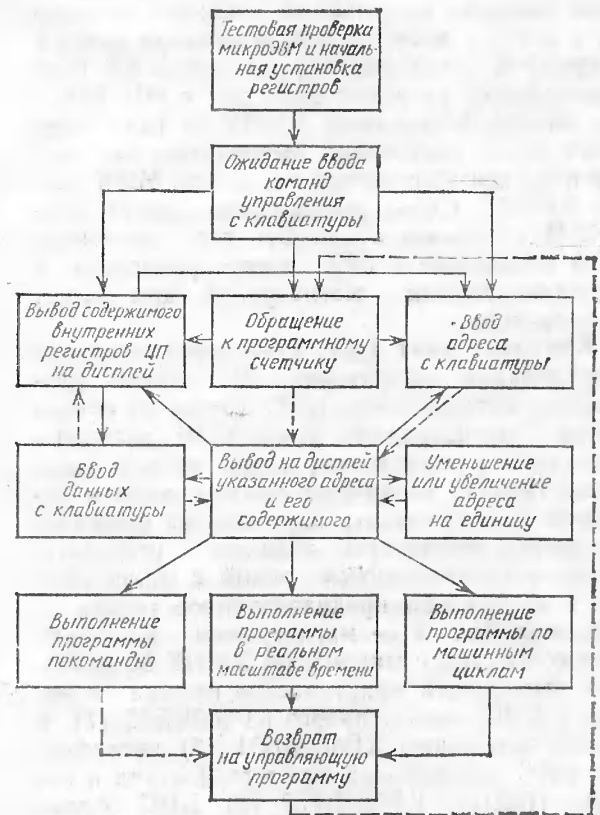 Тестовая проверка
микроЭВМ и началь-
ная установка
регистров
Ожидание ввода
команд
управления
с клавиатуры
Вывод содержимого
внутренних
регистров ЦП
на дисплей
Обращение
к программному
счетчику
Ввод
адреса
с клавиатуры
Ввод
данных
с клавиатуры
Вывод на дисплей
указанного адреса
и его
содержимого
Уменьшение
или увеличение
адреса
на единицу
Выполнение
программы
покомандно
Выполнение
программы
в реальном
масштабе времени
Выполнение
программы по
машинным
циклам
Возврат
на управляющую
программу